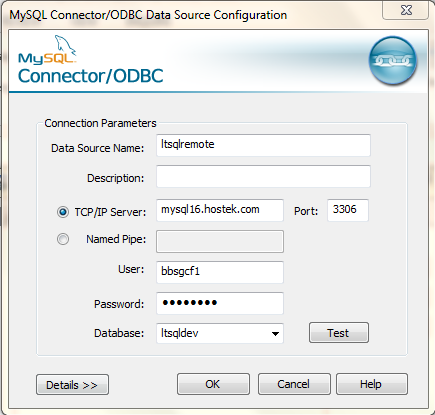 MySQL Connector/ODBC Data Source Configuration
MySQL
Connector/ODBC
Connection Parameters
Data Source Name: ltsqlremote
Description:
TCP/IP Server: mysql16.hostek.com Port: 3306
Named Pipe:
User: bbsgcf1
Password: ●●●●●●●●
Database: ltsqldev Test
Details >> OK Cancel Help